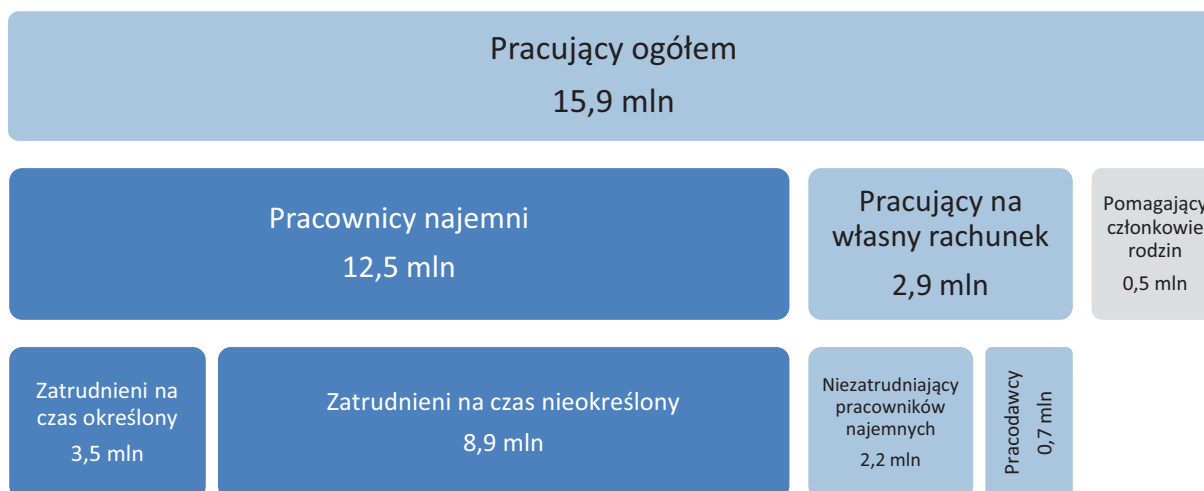 Pracujący ogółem
15,9 mln
Pracownicy najemni
12,5 mln
Pracujący na
własny rachunek
2,9 mln
Pomagający
członkowie
rodzin
0,5 mln
Zatrudnieni na
czas określony
3,5 mln
Zatrudnieni na czas nieokreślony
8,9 mln
Niezatrudniający
pracowników
najemnych
2,2 mln
Pracodawcy
0,7 mln